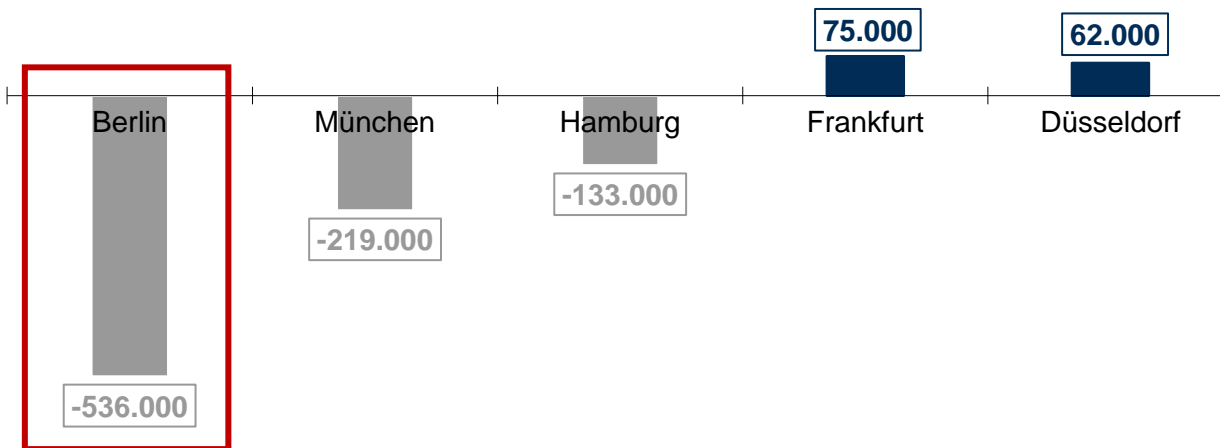 75.000
62.000
Berlin
München
Hamburg
Frankfurt
Düsseldorf
-133.000
-219.000
-536.000